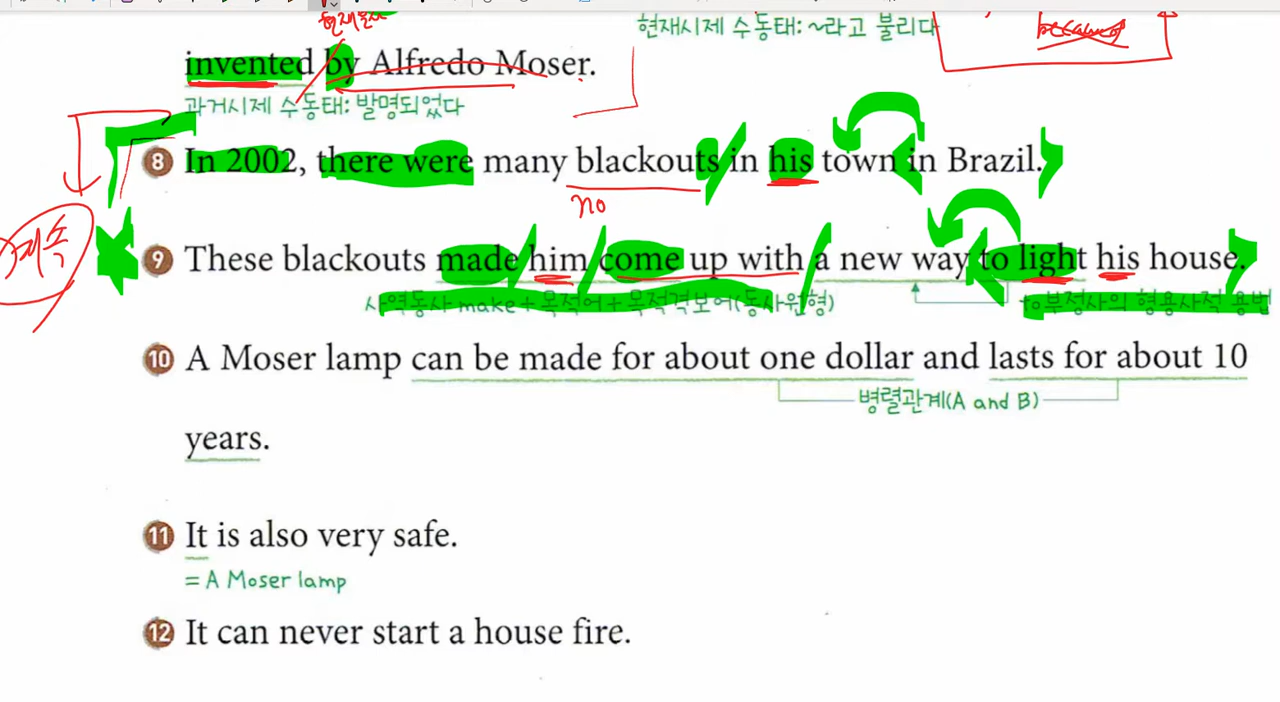 현재시제 수동태: ~라고 불리다
because
invented by Alfredo Moser.
과거시제 수동태: 발명되었다
⑧ In 2002, there were many blackouts in his town in Brazil.
no
⑨ These blackouts made him come up with a new way to light his house.
사역동사 make + 목적어 + 목적격보어(동사원형)
to부정사의 형용사적 용법
⑩ A Moser lamp can be made for about one dollar and lasts for about 10
병렬관계(A and B)
years.
⑪ It is also very safe.
= A Moser lamp
⑫ It can never start a house fire.